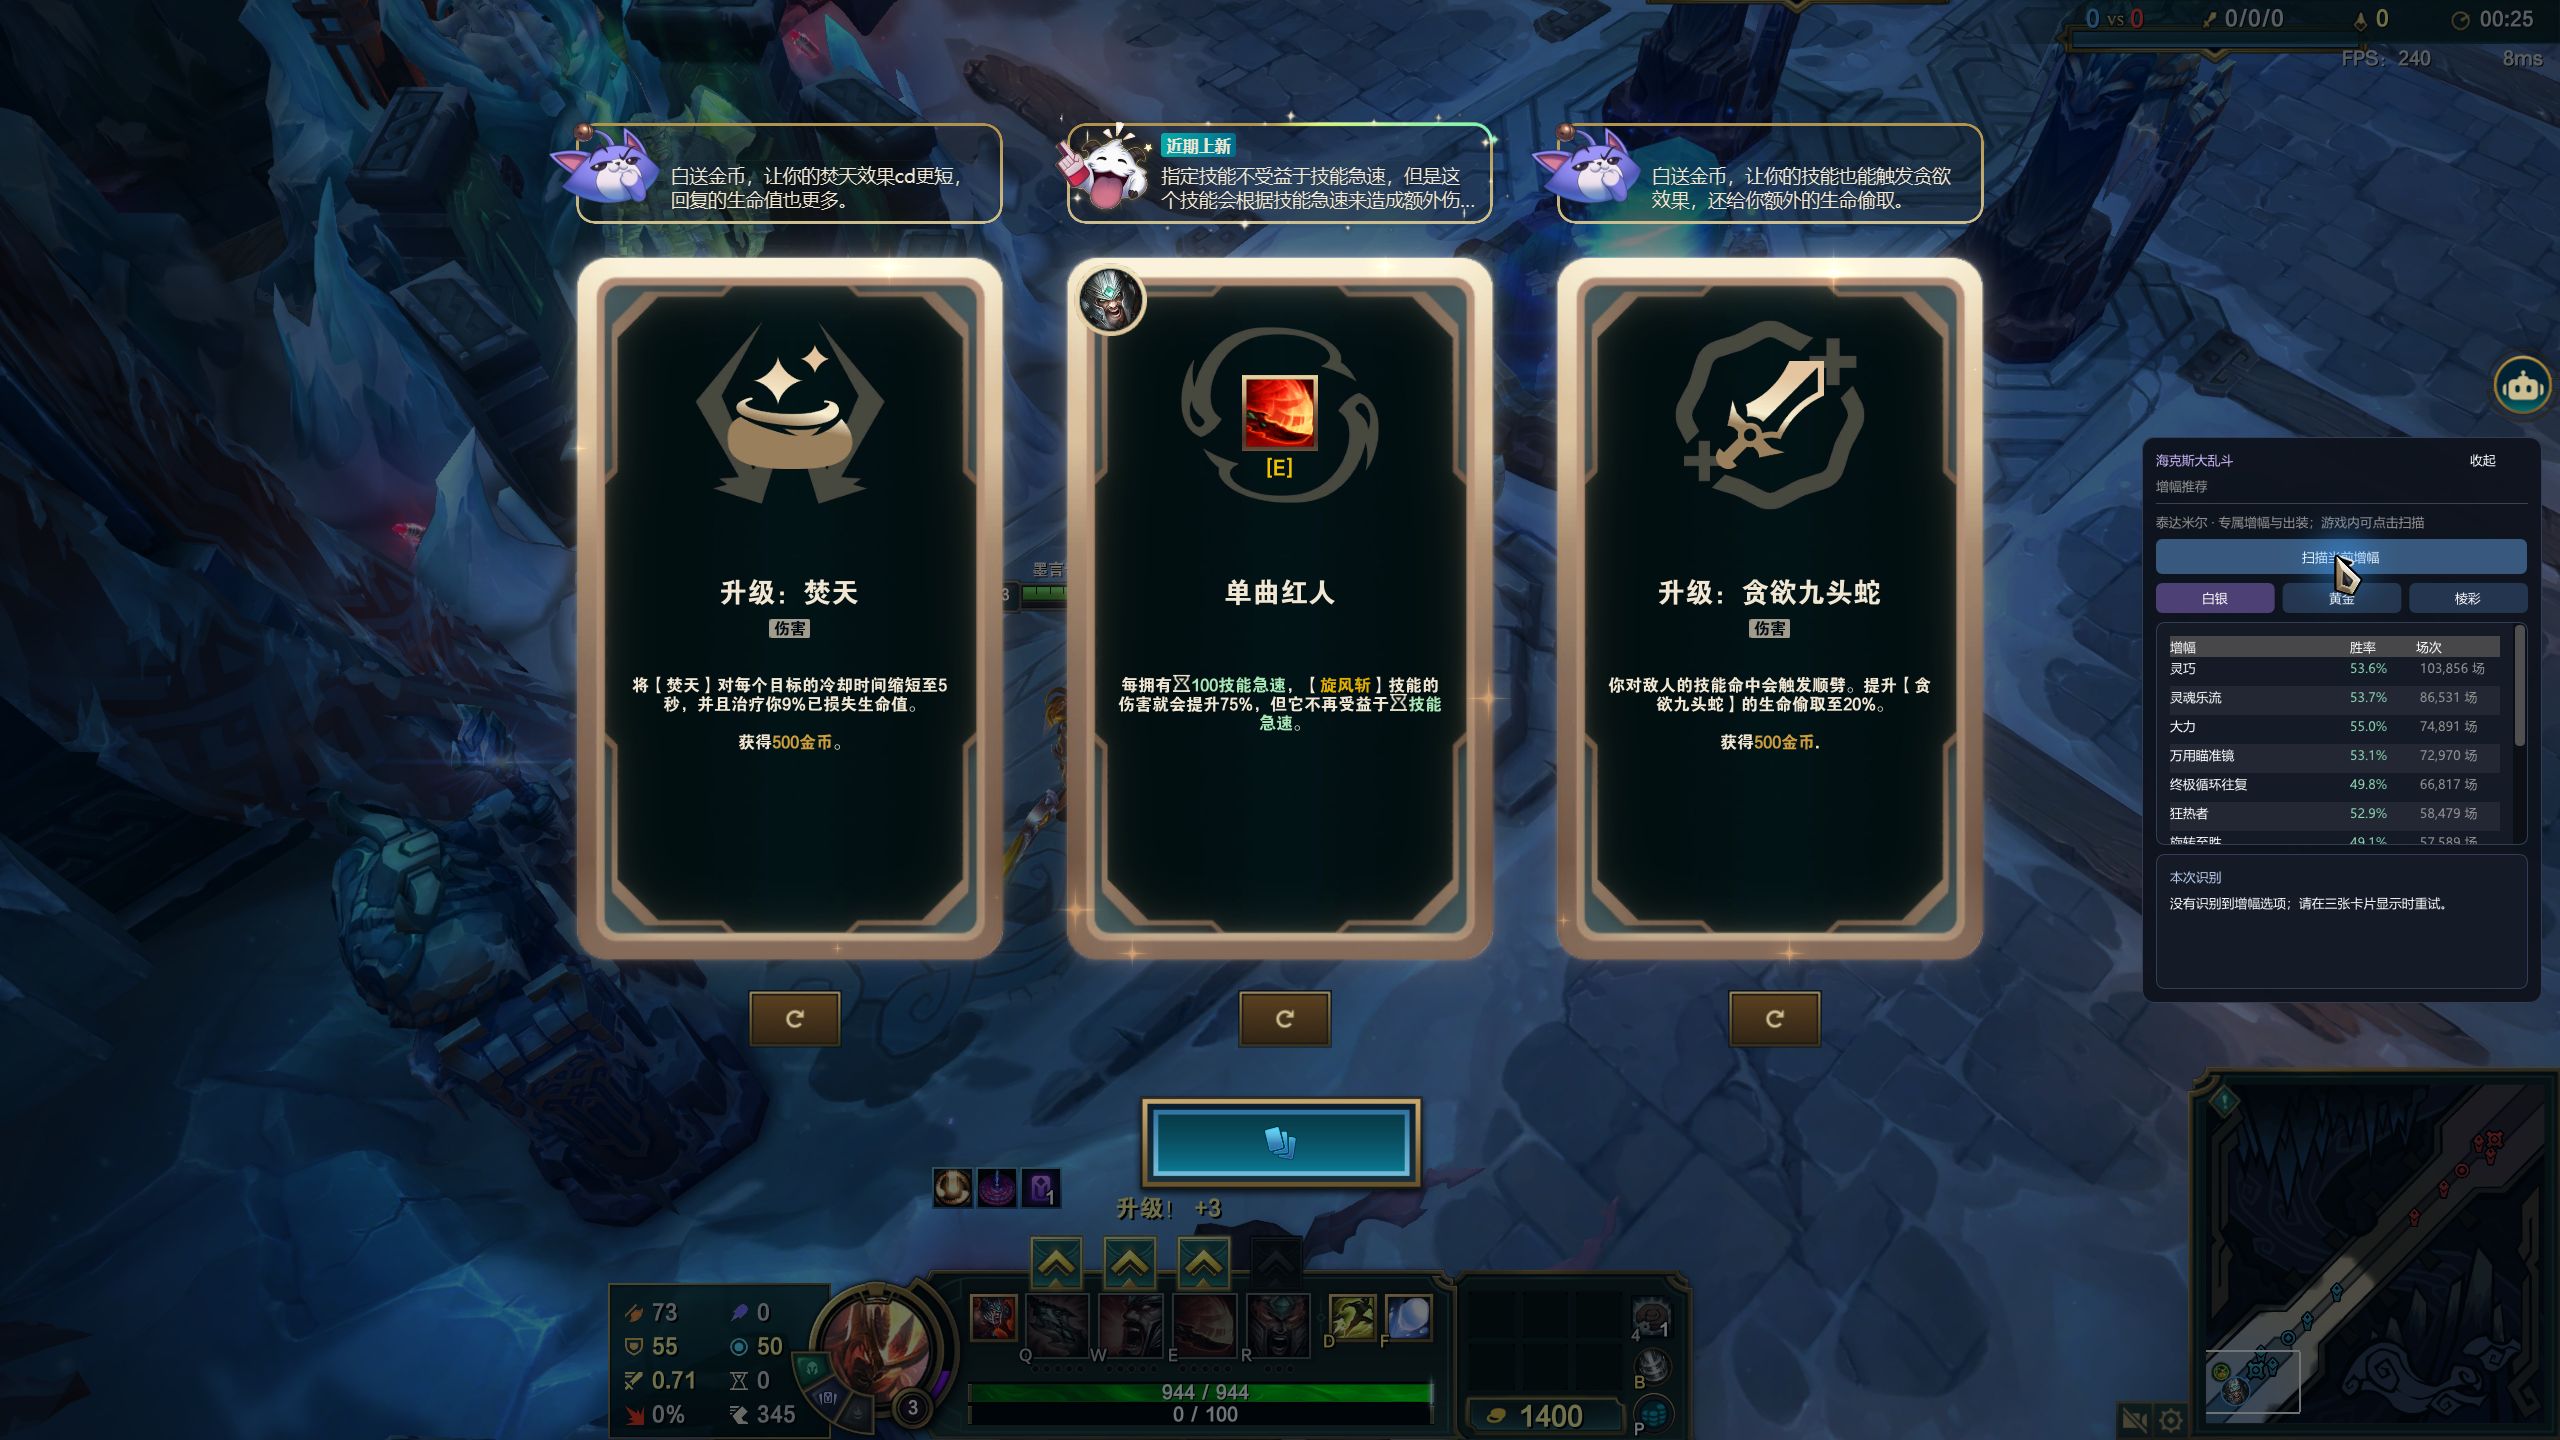 0 vs 0
0/0/0
0
00:25
FPS: 240
8ms
白送金币，让你的焚天效果cd更短，
回复的生命值也更多。
近期上新
指定技能不受益于技能急速，但是这
个技能会根据技能急速来造成额外伤...
白送金币，让你的技能也能触发贪欲
效果，还给你额外的生命偷取。
升级：焚天
伤害
将【焚天】对每个目标的冷却时间缩短至5
秒，并且治疗你9%已损失生命值。
获得500金币。
[E]
单曲红人
每拥有100技能急速，【旋风斩】技能的
伤害就会提升75%，但它不再受益于技能
急速。
升级：贪欲九头蛇
伤害
你对敌人的技能命中会触发顺劈。提升【贪
欲九头蛇】的生命偷取至20%。
获得500金币.
3
海克斯大乱斗
收起
增幅推荐
泰达米尔 · 专属增幅与出装；游戏内可点击扫描
扫描当前增幅
白银
黄金
棱彩
增幅 胜率 场次
灵巧 53.6% 103,856 场
灵魂乐流 53.7% 86,531 场
大力 55.0% 74,891 场
万用瞄准镜 53.1% 72,970 场
终极循环往复 49.8% 66,817 场
狂热者 52.9% 58,479 场
旋转至胜 49.1% 57,589 场
本次识别
没有识别到增幅选项；请在三张卡片显示时重试。
1
升级！ +3
73
0
55
50
0.71
0
0%
345
3
Q
W
E
R
D
F
944 / 944
0 / 100
4
1
B
1400
P